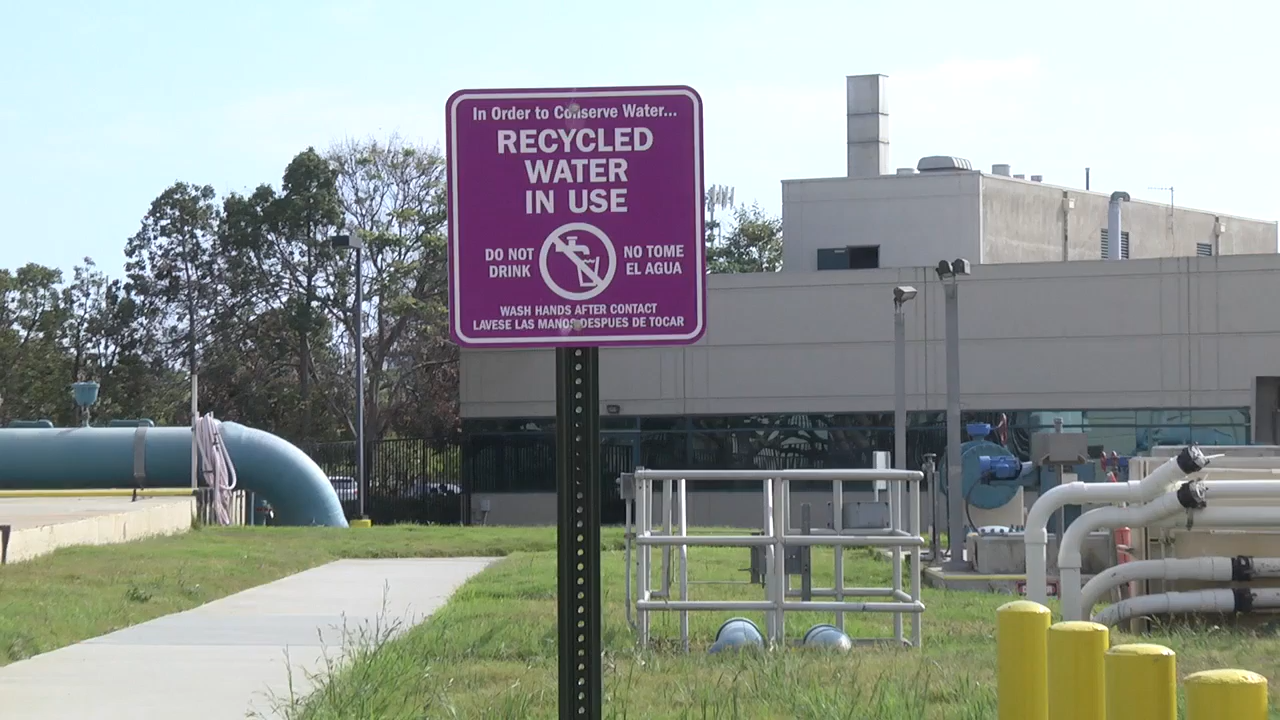 In Order to Conserve Water...
RECYCLED
WATER
IN USE
DO NOT
DRINK
NO TOME
EL AGUA
WASH HANDS AFTER CONTACT
LAVESE LAS MANOS DESPUES DE TOCAR